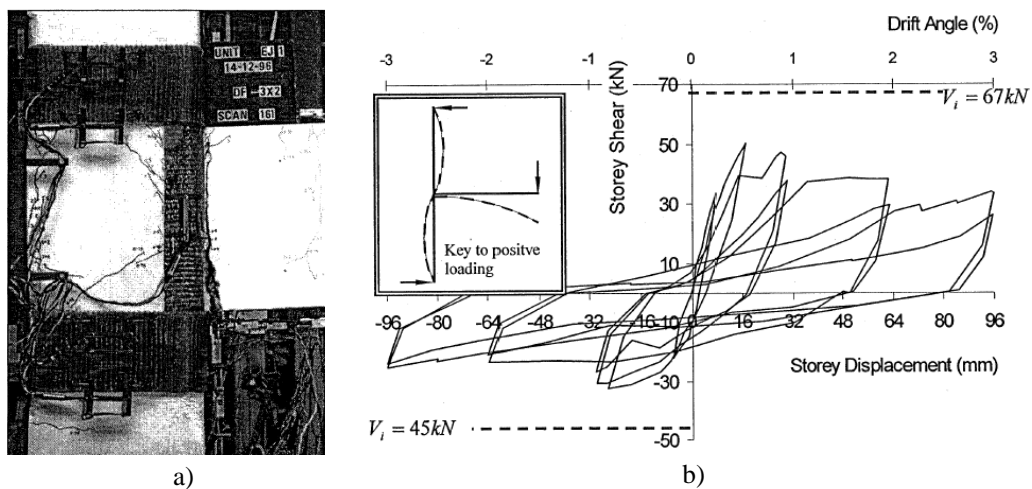 UNIT EJ 1
14-12-96
DF -3X2
SCAN 161
a)
Drift Angle (%)
-3 -2 -1 0 1 2 3
70
50
30
10
-10
-30
-50
Storey Shear (kN)
V_i = 67kN
Key to positve
loading
-96 -80 -64 -48 -32 -16 0 16 32 48 64 80 96
Storey Displacement (mm)
V_i = 45kN
b)